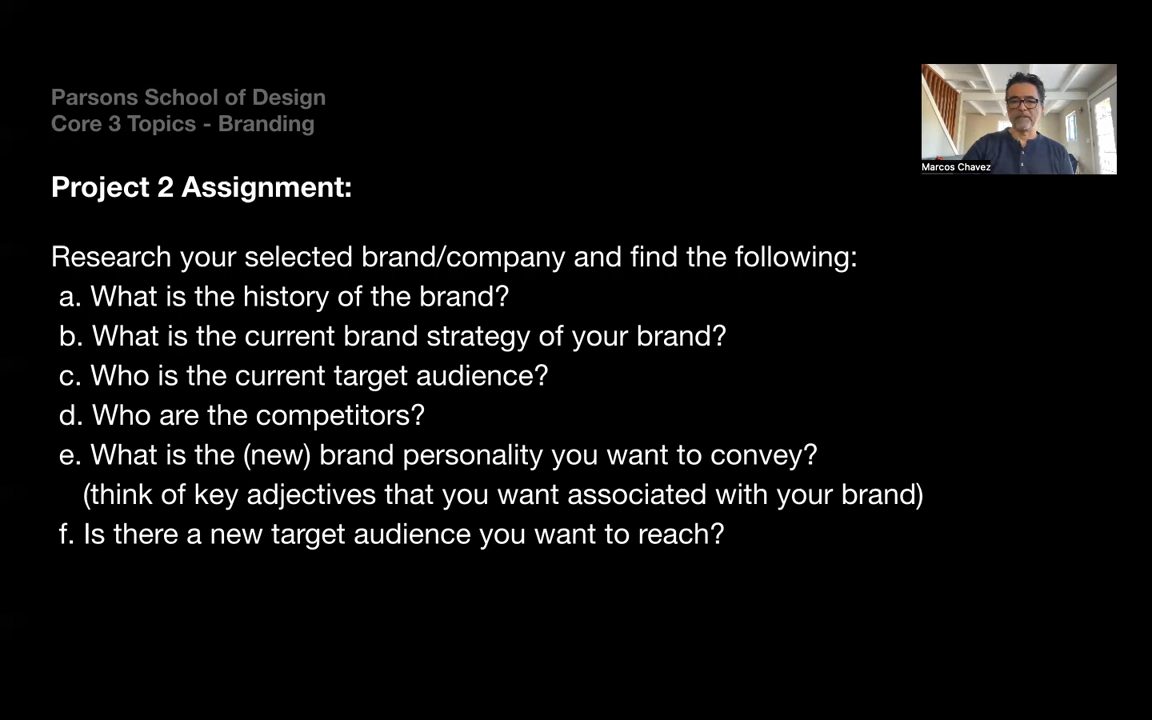 Parsons School of Design
Core 3 Topics - Branding
Marcos Chavez
Project 2 Assignment:
Research your selected brand/company and find the following:
a. What is the history of the brand?
b. What is the current brand strategy of your brand?
c. Who is the current target audience?
d. Who are the competitors?
e. What is the (new) brand personality you want to convey?
(think of key adjectives that you want associated with your brand)
f. Is there a new target audience you want to reach?